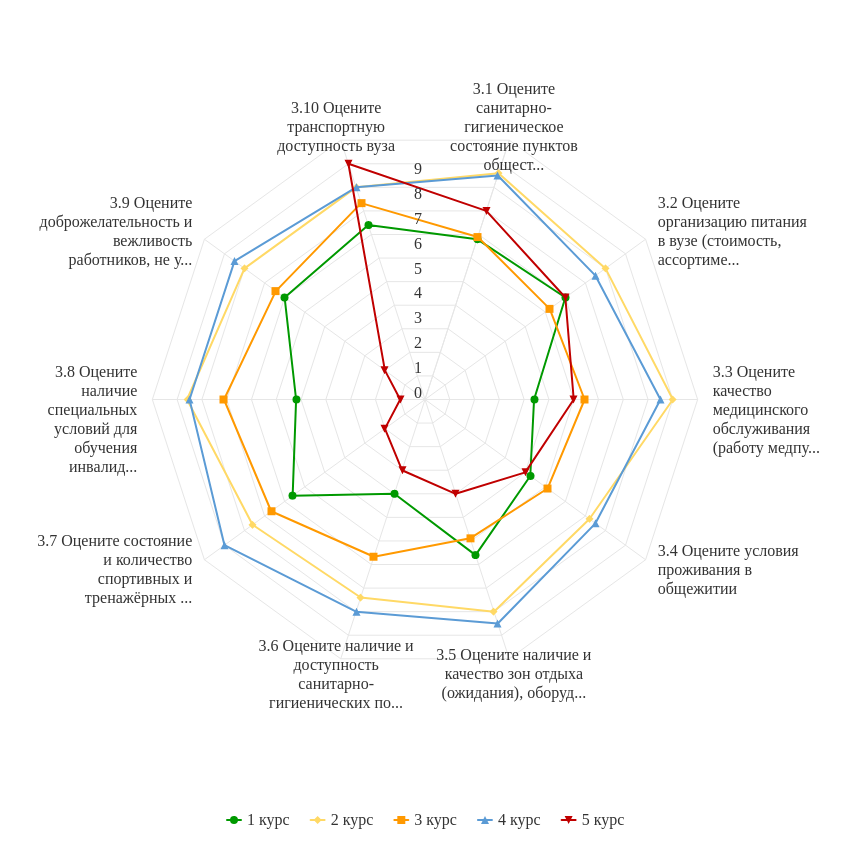 3.1 Оцените
санитарно-
гигиеническое
состояние пунктов
общест...
3.2 Оцените
организацию питания
в вузе (стоимость,
ассортиме...
3.3 Оцените
качество
медицинского
обслуживания
(работу медпу...
3.4 Оцените условия
проживания в
общежитии
3.5 Оцените наличие и
качество зон отдыха
(ожидания), оборуд...
3.6 Оцените наличие и
доступность
санитарно-
гигиенических по...
3.7 Оцените состояние
и количество
спортивных и
тренажёрных ...
3.8 Оцените
наличие
специальных
условий для
обучения
инвалид...
3.9 Оцените
доброжелательность и
вежливость
работников, не у...
3.10 Оцените
транспортную
доступность вуза
9
8
7
6
5
4
3
2
1
0
1 курс
2 курс
3 курс
4 курс
5 курс